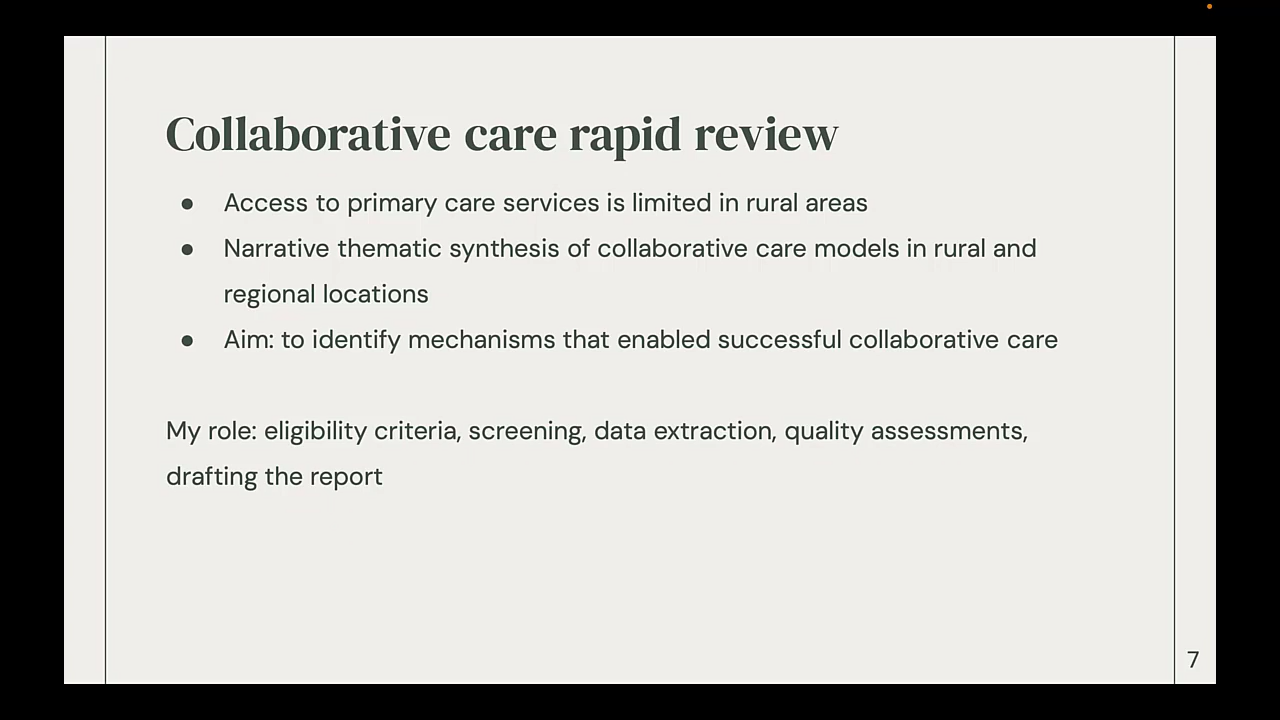 Collaborative care rapid review
● Access to primary care services is limited in rural areas
● Narrative thematic synthesis of collaborative care models in rural and
regional locations
● Aim: to identify mechanisms that enabled successful collaborative care
My role: eligibility criteria, screening, data extraction, quality assessments,
drafting the report
7